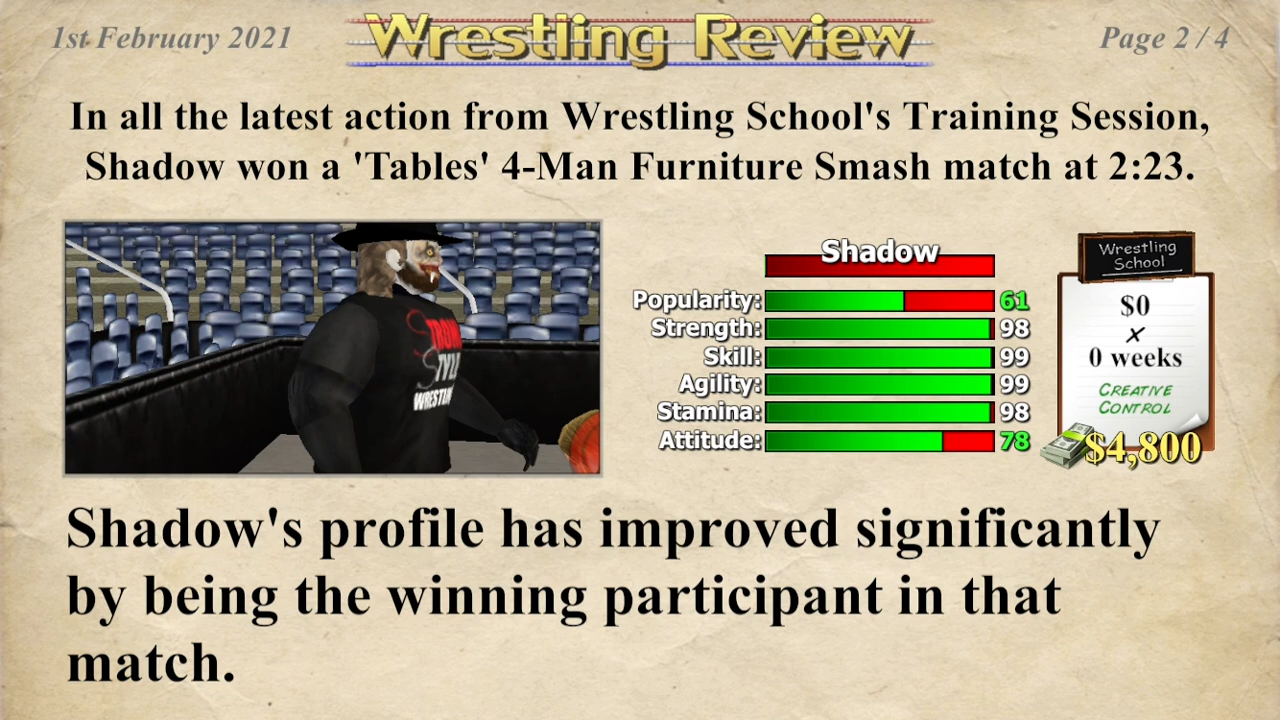 1st February 2021
Wrestling Review
Page 2 / 4
In all the latest action from Wrestling School's Training Session,
Shadow won a 'Tables' 4-Man Furniture Smash match at 2:23.
Shadow
Popularity: 61
Strength: 98
Skill: 99
Agility: 99
Stamina: 98
Attitude: 78
Wrestling
School
$0
x
0 weeks
CREATIVE
CONTROL
$4,800
Shadow's profile has improved significantly
by being the winning participant in that
match.